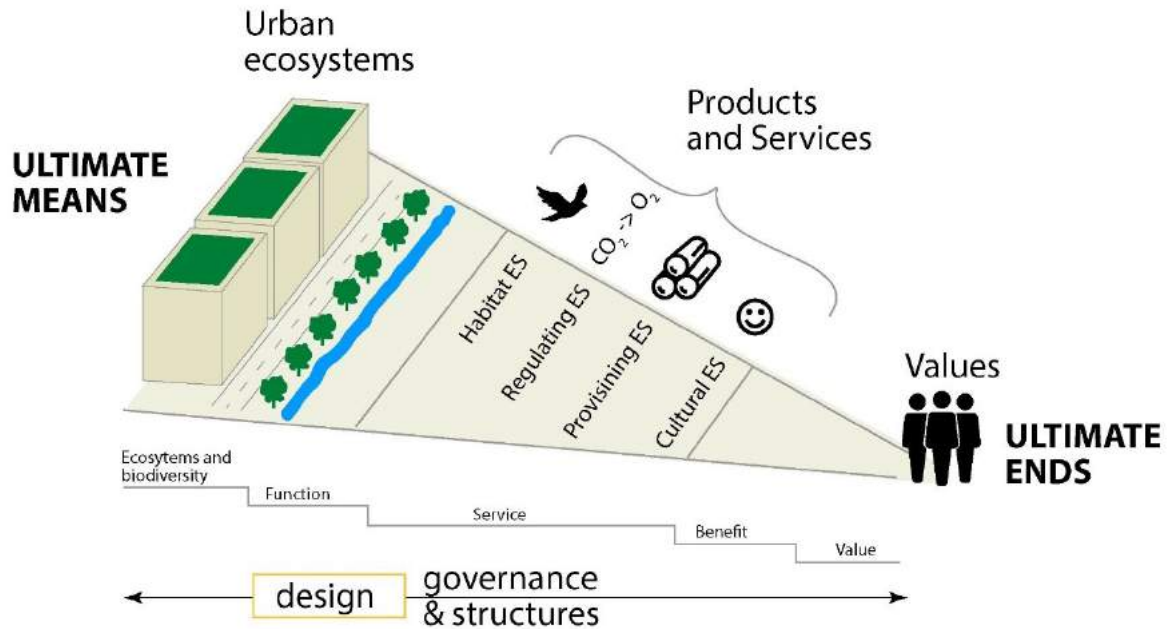 Urban
ecosystems
Products
and Services
ULTIMATE
MEANS
CO₂ -> O₂
Habitat ES
Regulating ES
Provisining ES
Cultural ES
Values
ULTIMATE
ENDS
Ecosytems and
biodiversity
Function
Service
Benefit
Value
design
governance
& structures